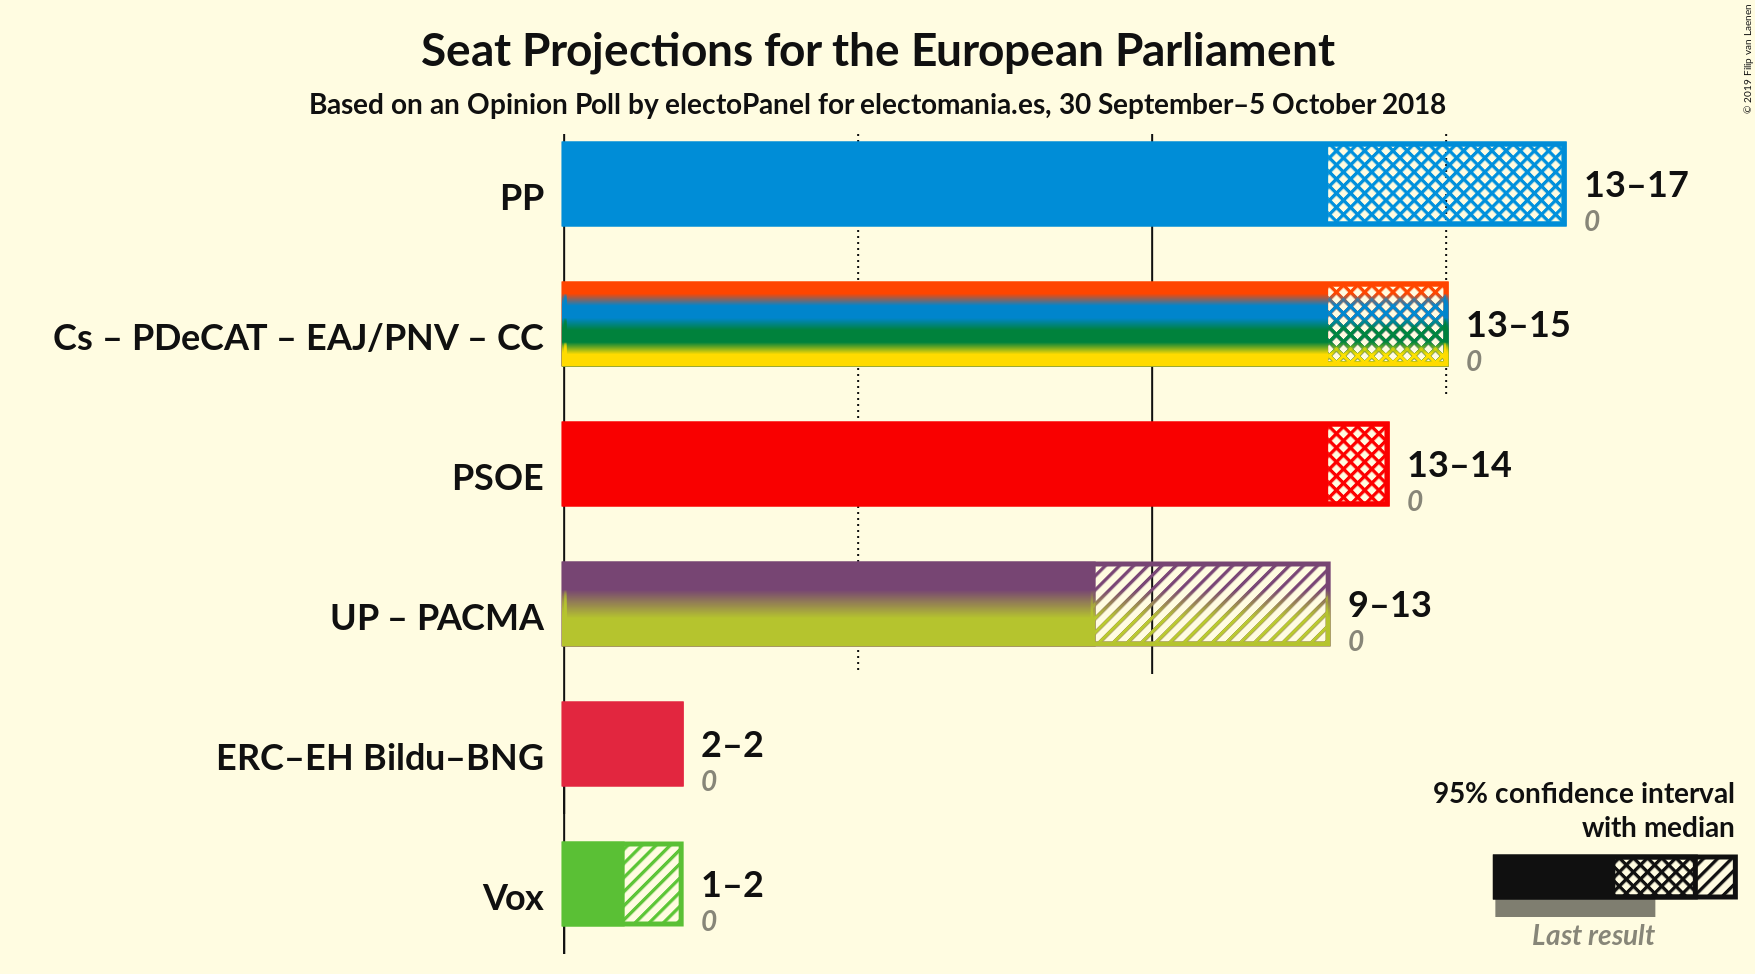 Seat Projections for the European Parliament
Based on an Opinion Poll by electoPanel for electomania.es, 30 September–5 October 2018
© 2019 Filip van Laenen
PP
13–17
0
Cs – PDeCAT – EAJ/PNV – CC
13–15
0
PSOE
13–14
0
UP – PACMA
9–13
0
ERC–EH Bildu–BNG
2–2
0
Vox
1–2
0
95% confidence interval
with median
Last result